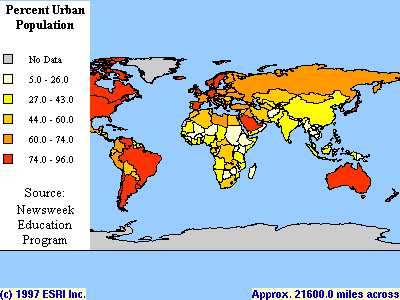 Percent Urban
Population
No Data
5.0 - 26.0
27.0 - 43.0
44.0 - 60.0
60.0 - 74.0
74.0 - 96.0
Source:
Newsweek
Education
Program
(c) 1997 ESRI Inc.
Approx. 21600.0 miles across